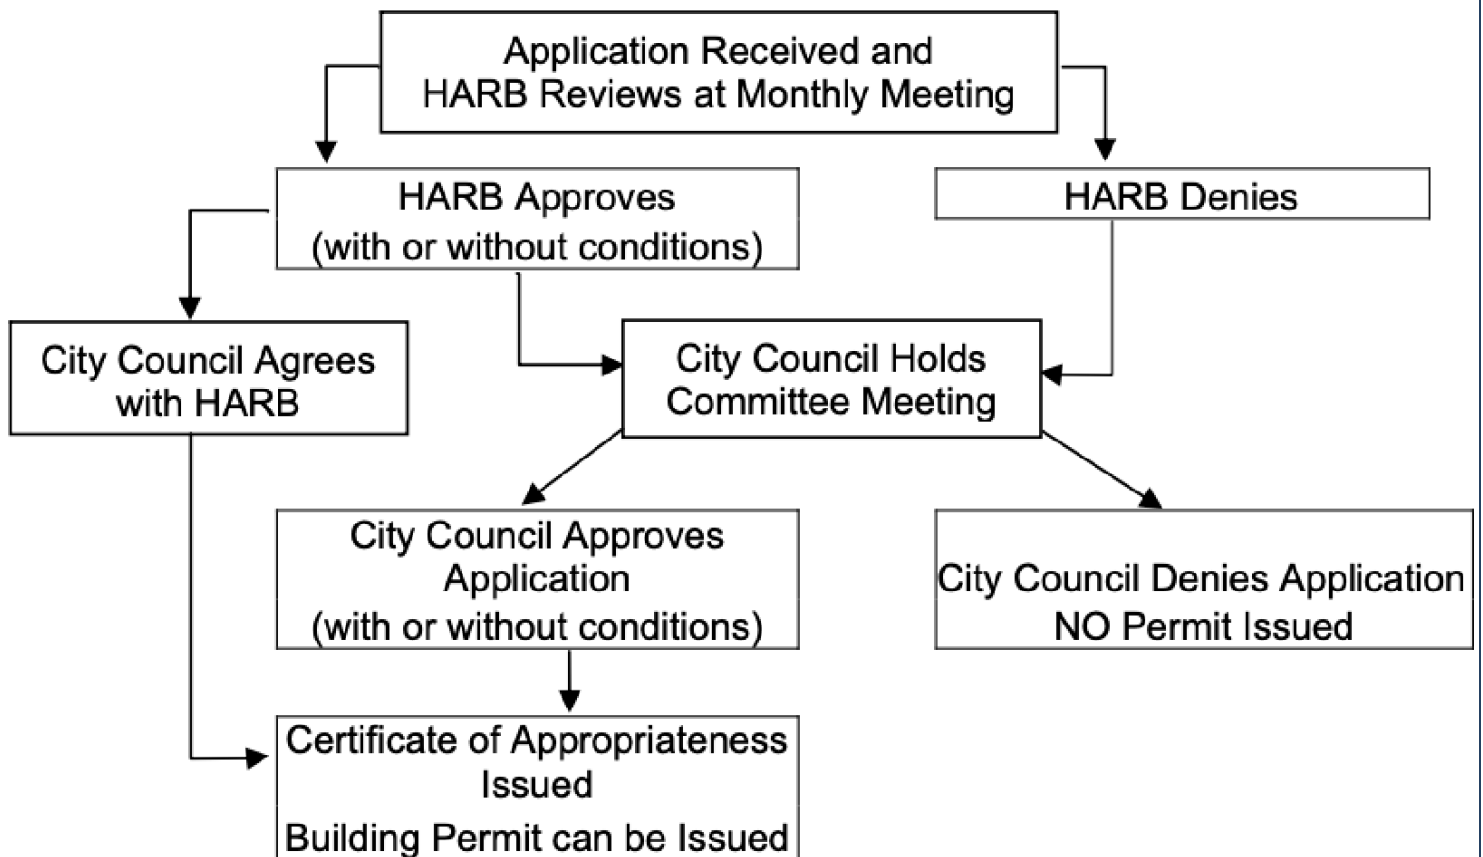 Application Received and
HARB Reviews at Monthly Meeting
HARB Approves
(with or without conditions)
HARB Denies
City Council Agrees
with HARB
City Council Holds
Committee Meeting
City Council Approves
Application
(with or without conditions)
City Council Denies Application
NO Permit Issued
Certificate of Appropriateness
Issued
Building Permit can be Issued